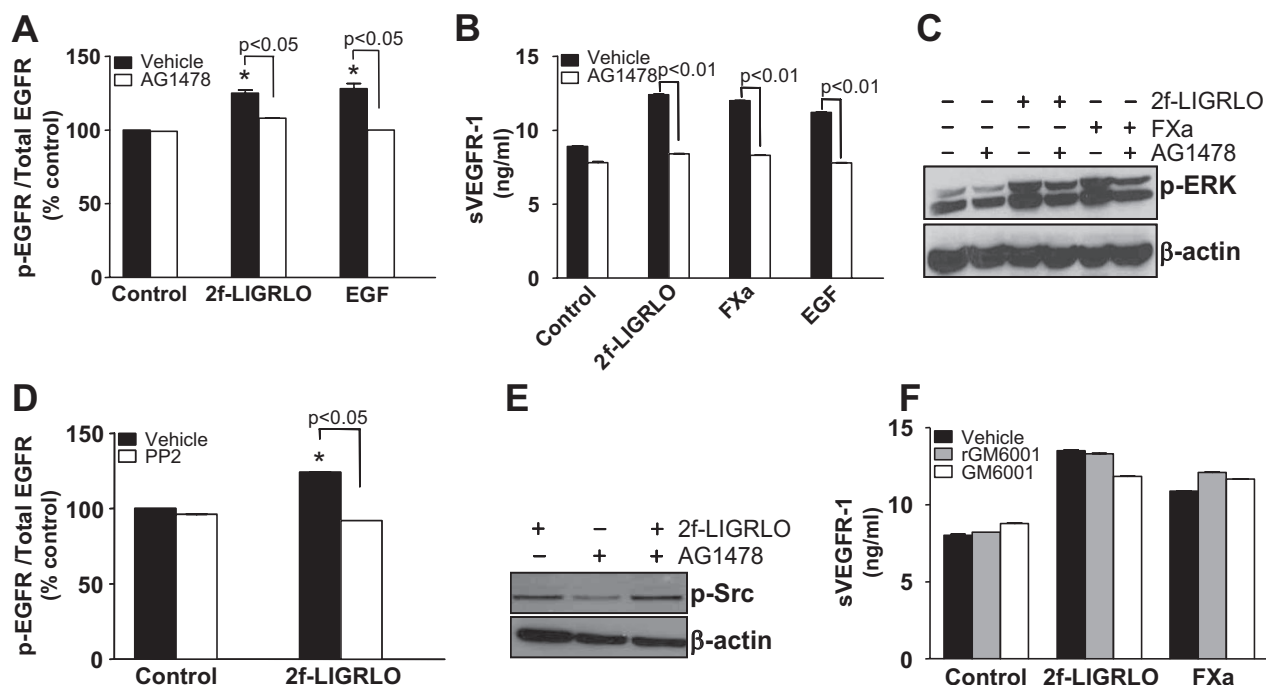 A
p-EGFR/Total EGFR
(% control)
150
100
50
0
Vehicle
AG1478
p<0.05
p<0.05
*
*
Control
2f-LIGRLO
EGF
B
sVEGFR-1
(ng/ml)
15
10
5
0
Vehicle
AG1478
p<0.01
p<0.01
p<0.01
Control
2f-LIGRLO
FXa
EGF
C
– – + + – – 2f-LIGRLO
– – – – + + FXa
– + – + – + AG1478
p-ERK
β-actin
D
p-EGFR/Total EGFR
(% control)
150
100
50
0
Vehicle
PP2
p<0.05
*
Control
2f-LIGRLO
E
+ – + 2f-LIGRLO
– + + AG1478
p-Src
β-actin
F
sVEGFR-1
(ng/ml)
15
10
5
0
Vehicle
rGM6001
GM6001
Control
2f-LIGRLO
FXa